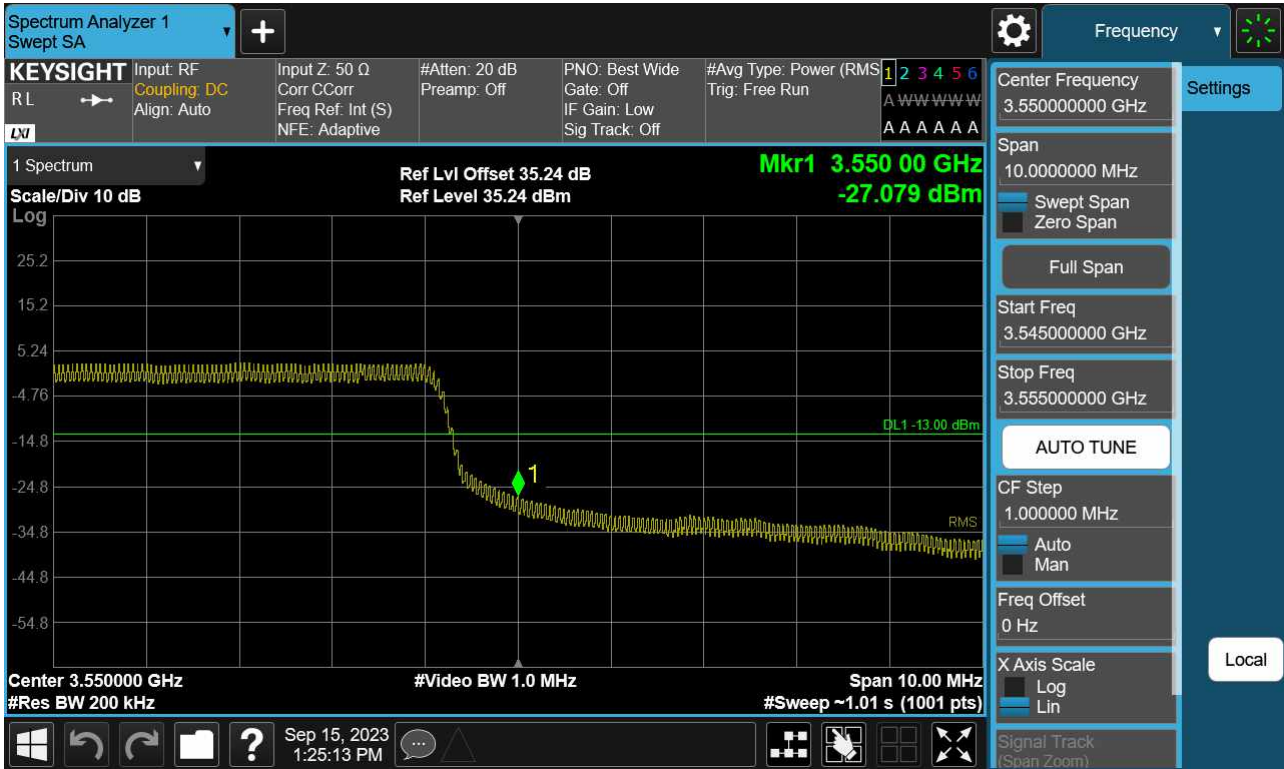 Spectrum Analyzer 1
Swept SA
+
Frequency
KEYSIGHT
R L
LXI
Input: RF
Coupling: DC
Align: Auto
Input Z: 50 Ω
Corr CCorr
Freq Ref: Int (S)
NFE: Adaptive
#Atten: 20 dB
Preamp: Off
PNO: Best Wide
Gate: Off
IF Gain: Low
Sig Track: Off
#Avg Type: Power (RMS
Trig: Free Run
1 2 3 4 5 6
A W W W W W
A A A A A A
1 Spectrum
Scale/Div 10 dB
Log
Ref Lvl Offset 35.24 dB
Ref Level 35.24 dBm
Mkr1 3.550 00 GHz
-27.079 dBm
25.2
15.2
5.24
-4.76
-14.8
-24.8
-34.8
-44.8
-54.8
DL1 -13.00 dBm
1
RMS
Center 3.550000 GHz
#Res BW 200 kHz
#Video BW 1.0 MHz
Span 10.00 MHz
#Sweep ~1.01 s (1001 pts)
Center Frequency
3.550000000 GHz
Span
10.0000000 MHz
Swept Span
Zero Span
Full Span
Start Freq
3.545000000 GHz
Stop Freq
3.555000000 GHz
AUTO TUNE
CF Step
1.000000 MHz
Auto
Man
Freq Offset
0 Hz
X Axis Scale
Log
Lin
Signal Track
(Span Zoom)
Settings
Local
?
Sep 15, 2023
1:25:13 PM